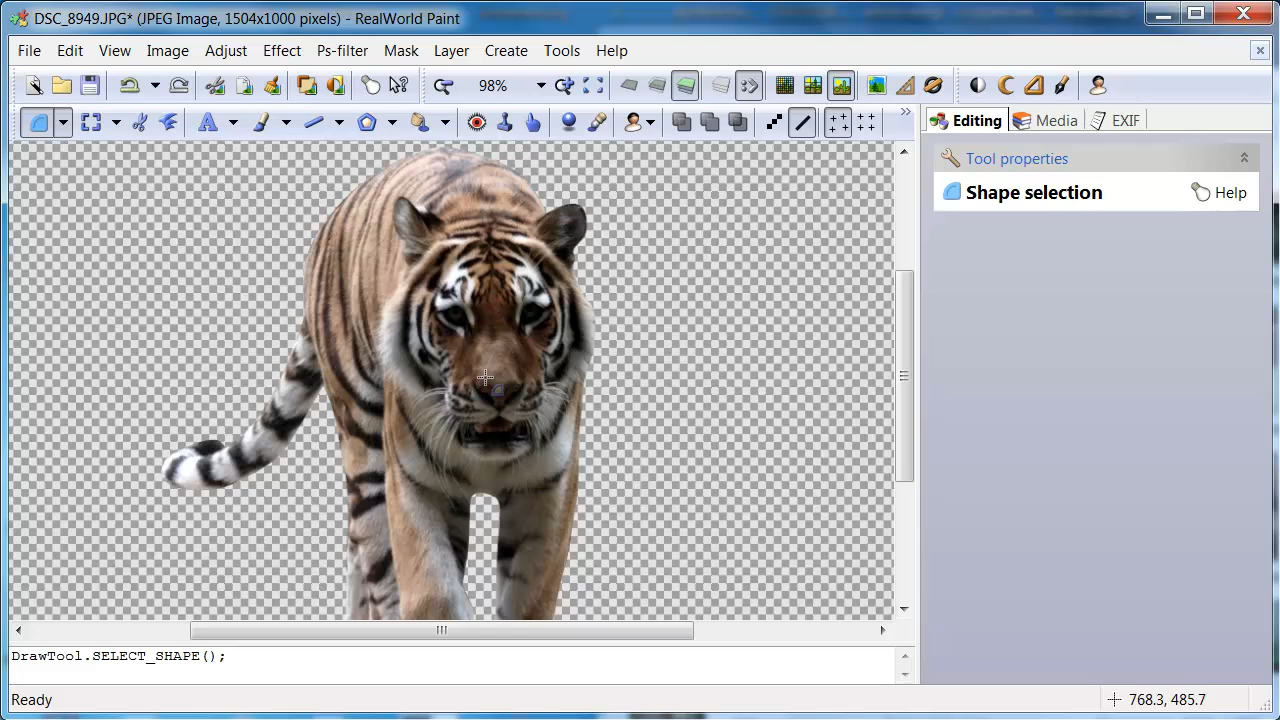 DSC_8949.JPG* (JPEG Image, 1504x1000 pixels) - RealWorld Paint
File Edit View Image Adjust Effect Ps-filter Mask Layer Create Tools Help
98%
Editing Media EXIF
Tool properties
Shape selection Help
DrawTool.SELECT_SHAPE();
Ready 768.3, 485.7